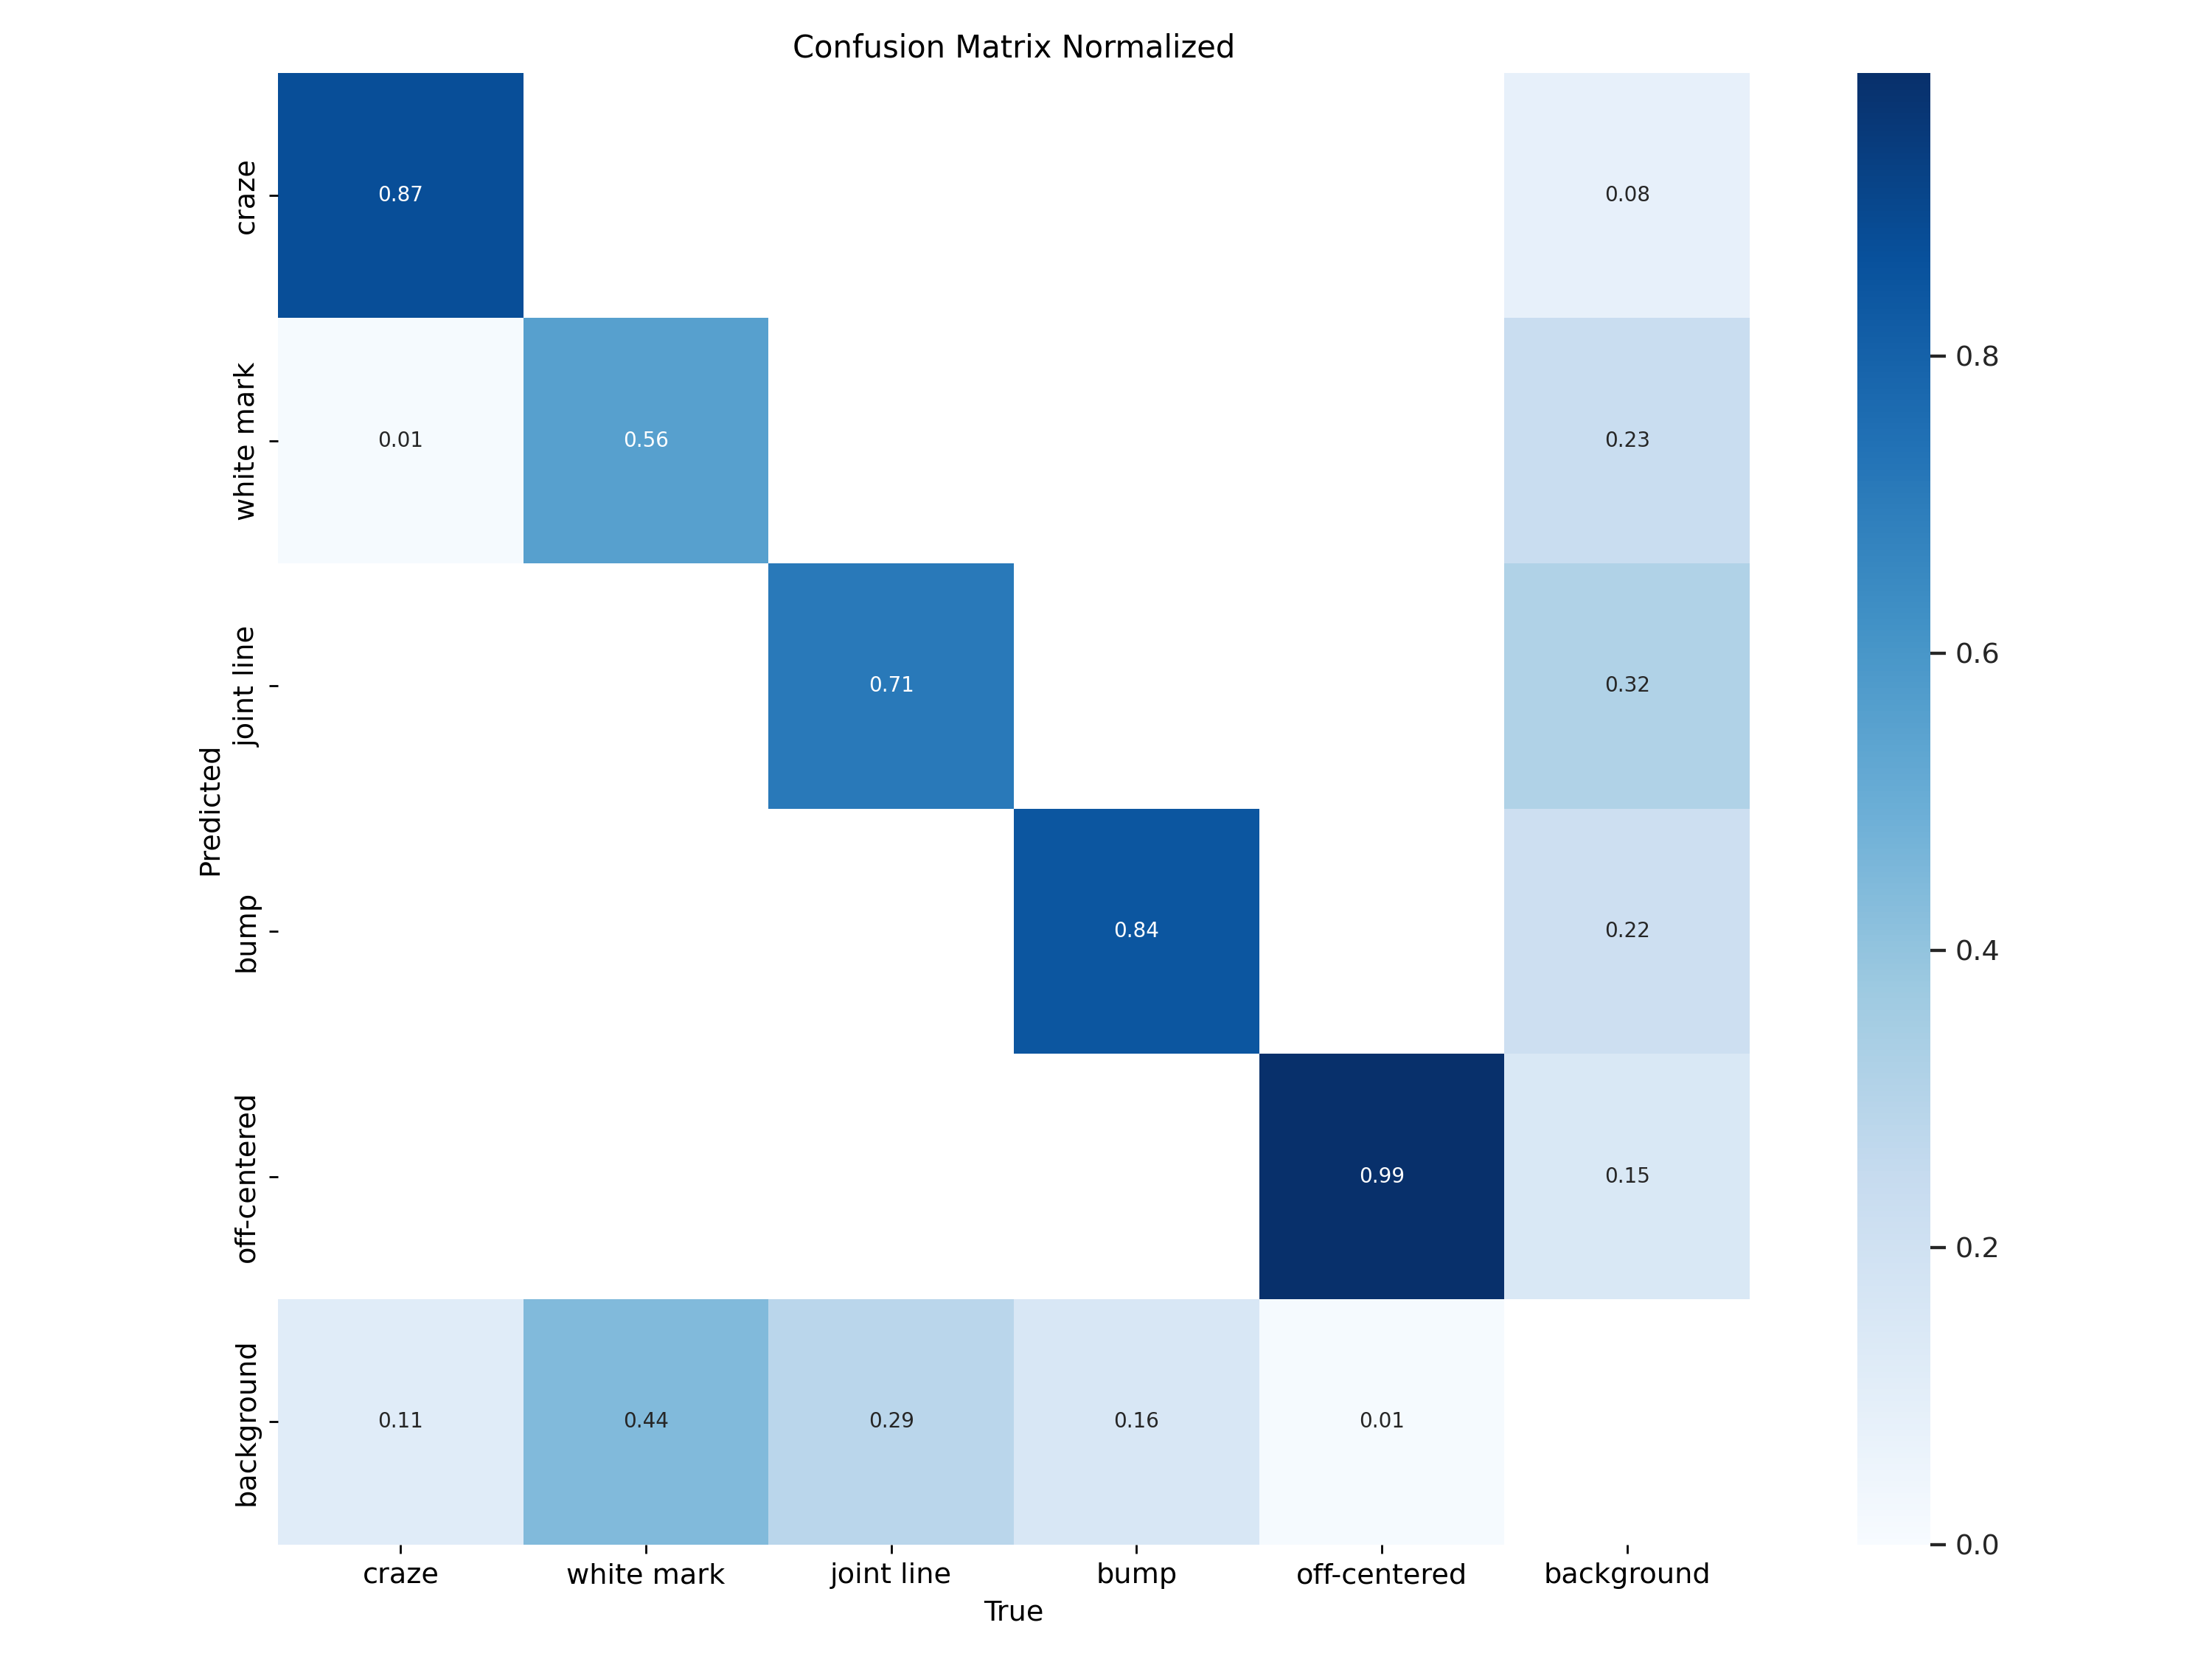 Confusion Matrix Normalized
craze
0.87
0.08
white mark
0.01
0.56
0.23
0.8
joint line
0.71
0.32
0.6
Predicted
bump
0.84
0.22
0.4
off-centered
0.99
0.15
0.2
background
0.11
0.44
0.29
0.16
0.01
0.0
craze
white mark
joint line
bump
off-centered
background
True